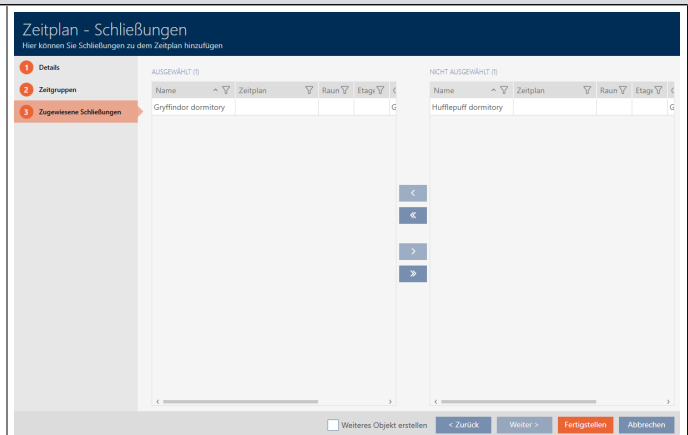 Zeitplan - Schließungen
Hier können Sie Schließungen zu dem Zeitplan hinzufügen
1 Details
2 Zeitgruppen
3 Zugewiesene Schließungen
AUSGEWÄHLT (1)
Name Zeitplan Raun Etage
Gryffindor dormitory G
NICHT AUSGEWÄHLT (1)
Name Zeitplan Raun Etage
Hufflepuff dormitory G
Weiteres Objekt erstellen < Zurück Weiter > Fertigstellen Abbrechen